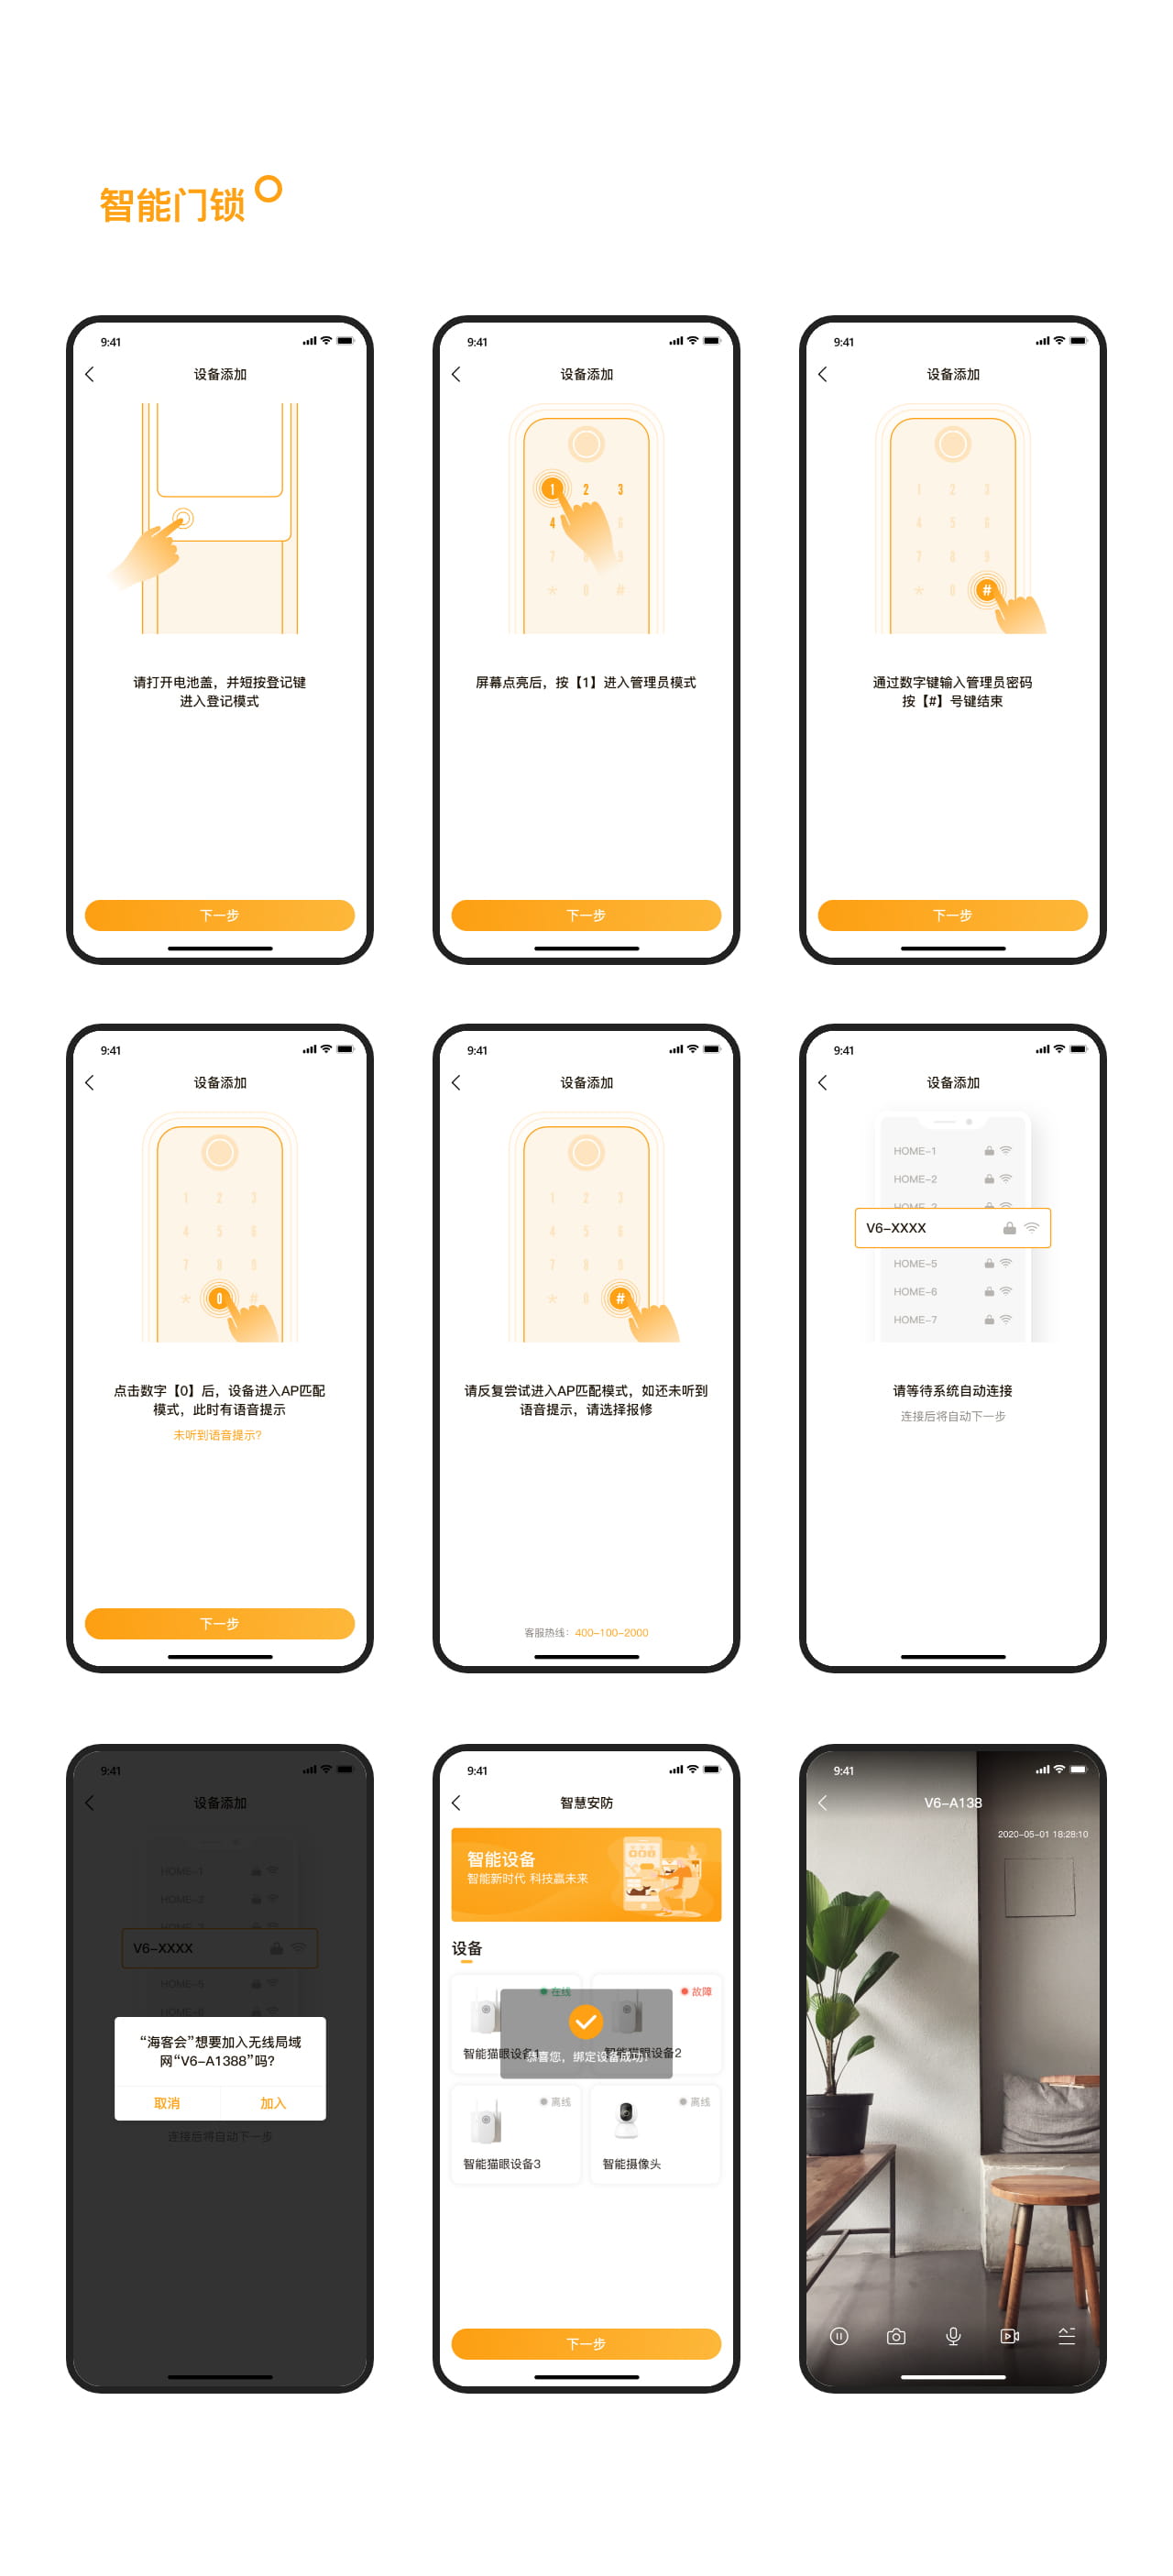 智能门锁
9:41
设备添加
请打开电池盖，并短按登记键
进入登记模式
下一步
9:41
设备添加
1 2 3
4 6
7 8 9
* 0 #
屏幕点亮后，按【1】进入管理员模式
下一步
9:41
设备添加
1 2 3
4 5 6
7 8 9
* 0 #
通过数字键输入管理员密码
按【#】号键结束
下一步
9:41
设备添加
1 2 3
4 5 6
7 8 9
* 0 #
点击数字【0】后，设备进入AP匹配
模式，此时有语音提示
未听到语音提示？
下一步
9:41
设备添加
1 2 3
4 5 6
7 8 9
* 0 #
请反复尝试进入AP匹配模式，如还未听到
语音提示，请选择报修
客服热线：400-100-2000
9:41
设备添加
HOME-1
HOME-2
V6-XXXX
HOME-5
HOME-6
HOME-7
请等待系统自动连接
连接后将自动下一步
9:41
设备添加
HOME-1
HOME-2
V6-XXXX
HOME-5
HOME-6
“海客会”想要加入无线局域
网“V6-A1388”吗？
取消 加入
连接后将自动下一步
9:41
智慧安防
智能设备
智能新时代 科技赢未来
设备
在线
智能猫眼设备1
故障
智能猫眼设备2
恭喜您，绑定设备成功！
离线
智能猫眼设备3
离线
智能摄像头
下一步
9:41
V6-A138
2020-05-01 18:28:10